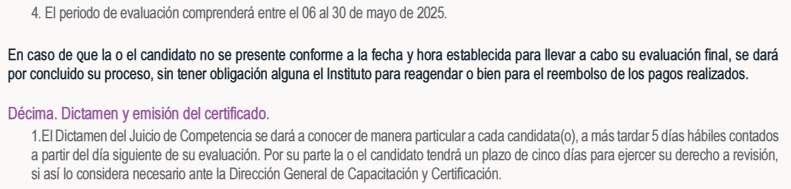 4. El periodo de evaluación comprenderá entre el 06 al 30 de mayo de 2025.
En caso de que la o el candidato no se presente conforme a la fecha y hora establecida para llevar a cabo su evaluación final, se dará
por concluido su proceso, sin tener obligación alguna el Instituto para reagendar o bien para el reembolso de los pagos realizados.
Décima. Dictamen y emisión del certificado.
1.El Dictamen del Juicio de Competencia se dará a conocer de manera particular a cada candidata(o), a más tardar 5 días hábiles contados
a partir del día siguiente de su evaluación. Por su parte la o el candidato tendrá un plazo de cinco días para ejercer su derecho a revisión,
si así lo considera necesario ante la Dirección General de Capacitación y Certificación.